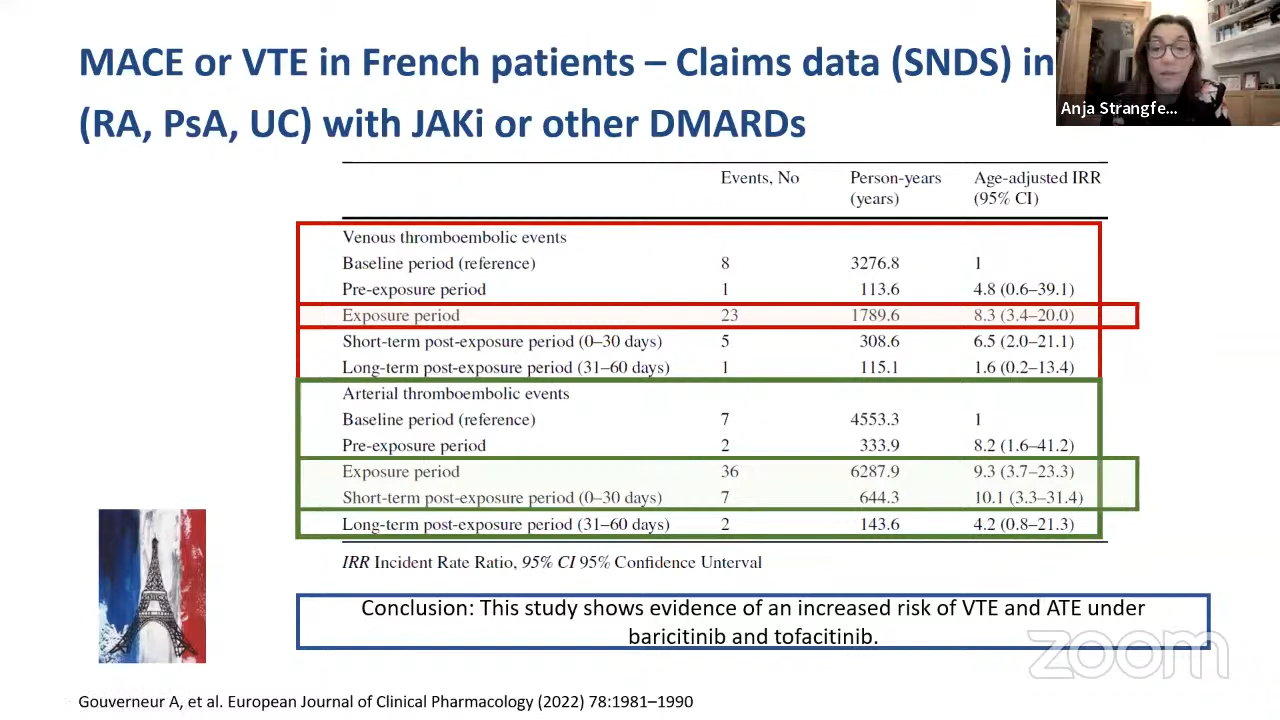 MACE or VTE in French patients – Claims data (SNDS) in
(RA, PsA, UC) with JAKi or other DMARDs
Anja Strangfe...
Events, No Person-years Age-adjusted IRR
(years) (95% CI)
Venous thromboembolic events
Baseline period (reference) 8 3276.8 1
Pre-exposure period 1 113.6 4.8 (0.6–39.1)
Exposure period 23 1789.6 8.3 (3.4–20.0)
Short-term post-exposure period (0–30 days) 5 308.6 6.5 (2.0–21.1)
Long-term post-exposure period (31–60 days) 1 115.1 1.6 (0.2–13.4)
Arterial thromboembolic events
Baseline period (reference) 7 4553.3 1
Pre-exposure period 2 333.9 8.2 (1.6–41.2)
Exposure period 36 6287.9 9.3 (3.7–23.3)
Short-term post-exposure period (0–30 days) 7 644.3 10.1 (3.3–31.4)
Long-term post-exposure period (31–60 days) 2 143.6 4.2 (0.8–21.3)
IRR Incident Rate Ratio, 95% CI 95% Confidence Unterval
Conclusion: This study shows evidence of an increased risk of VTE and ATE under
baricitinib and tofacitinib.
zoom
Gouverneur A, et al. European Journal of Clinical Pharmacology (2022) 78:1981–1990